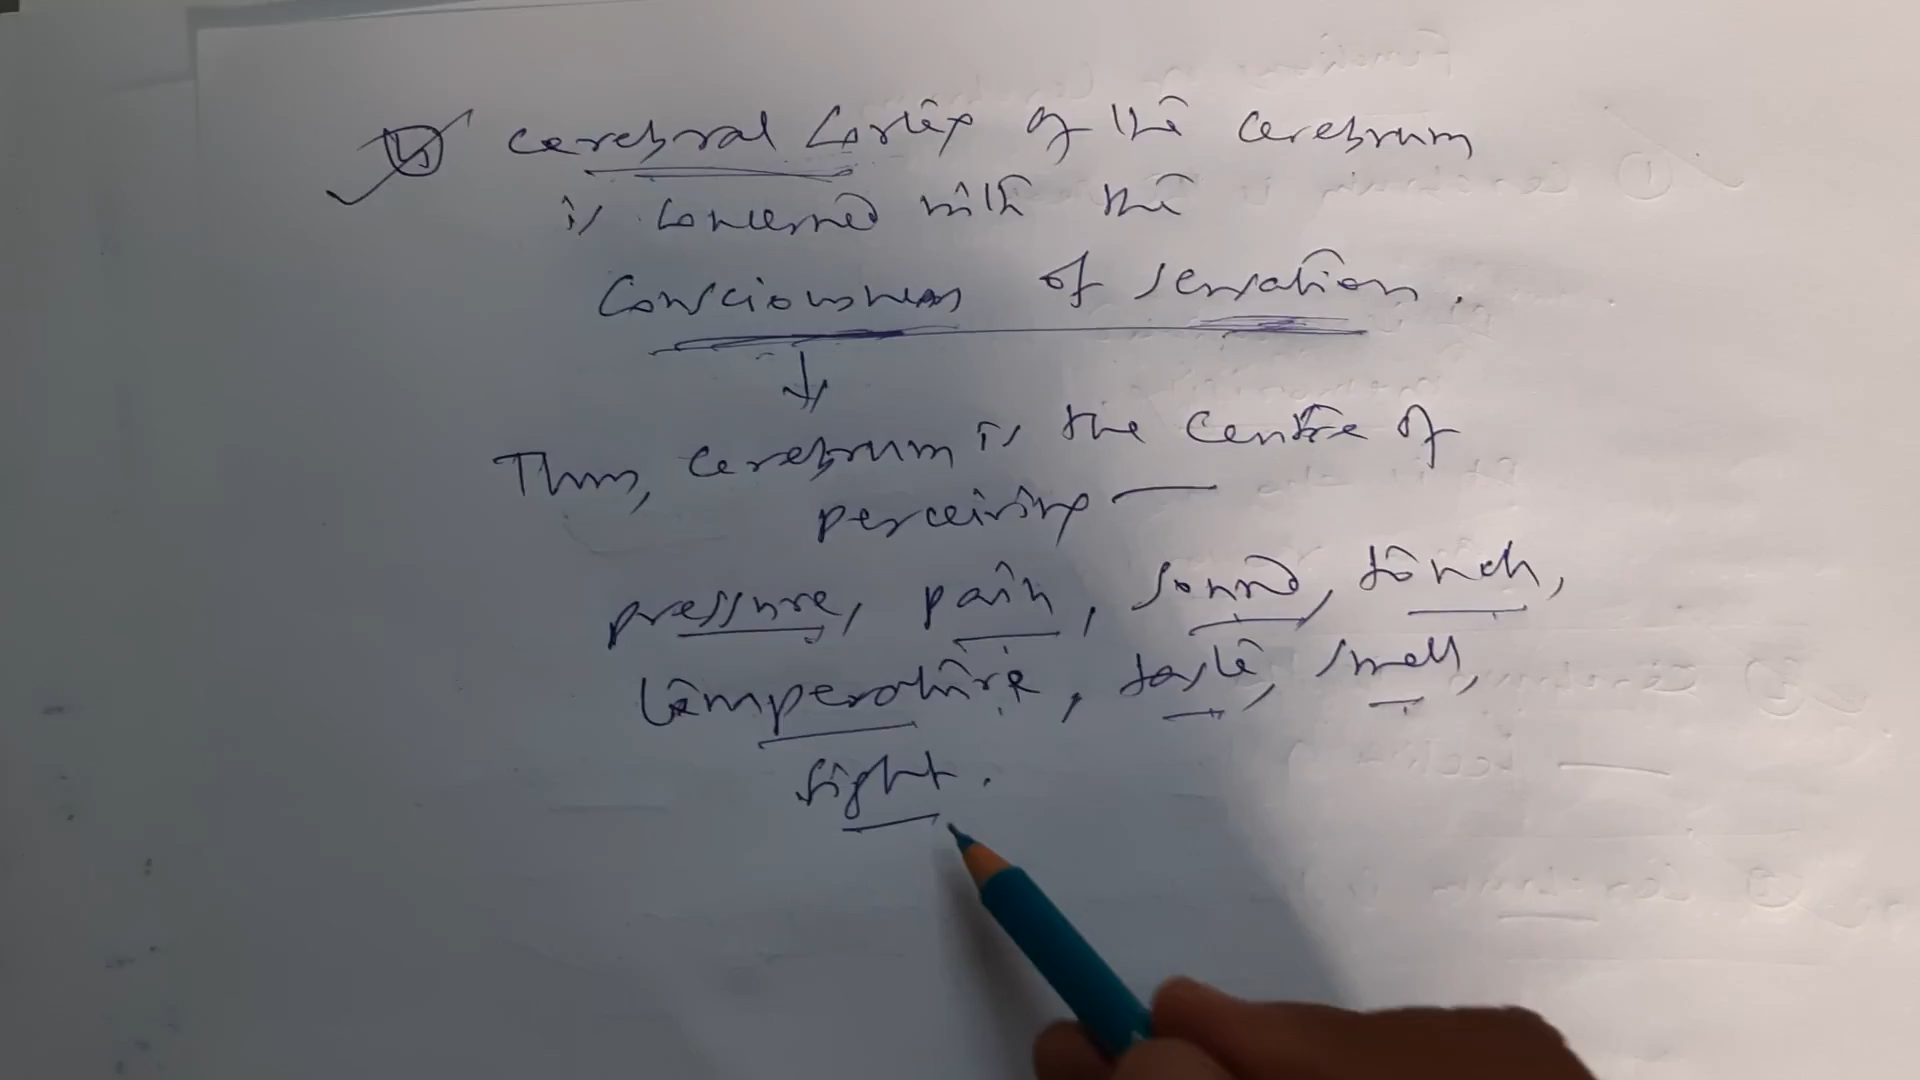 cerebral cortex of the cerebrum
is concerned with the
consciousness of sensation.
Thus, cerebrum is the centre of
perceiving —
pressure, pain, sound, touch,
temperature, taste, smell,
sight.